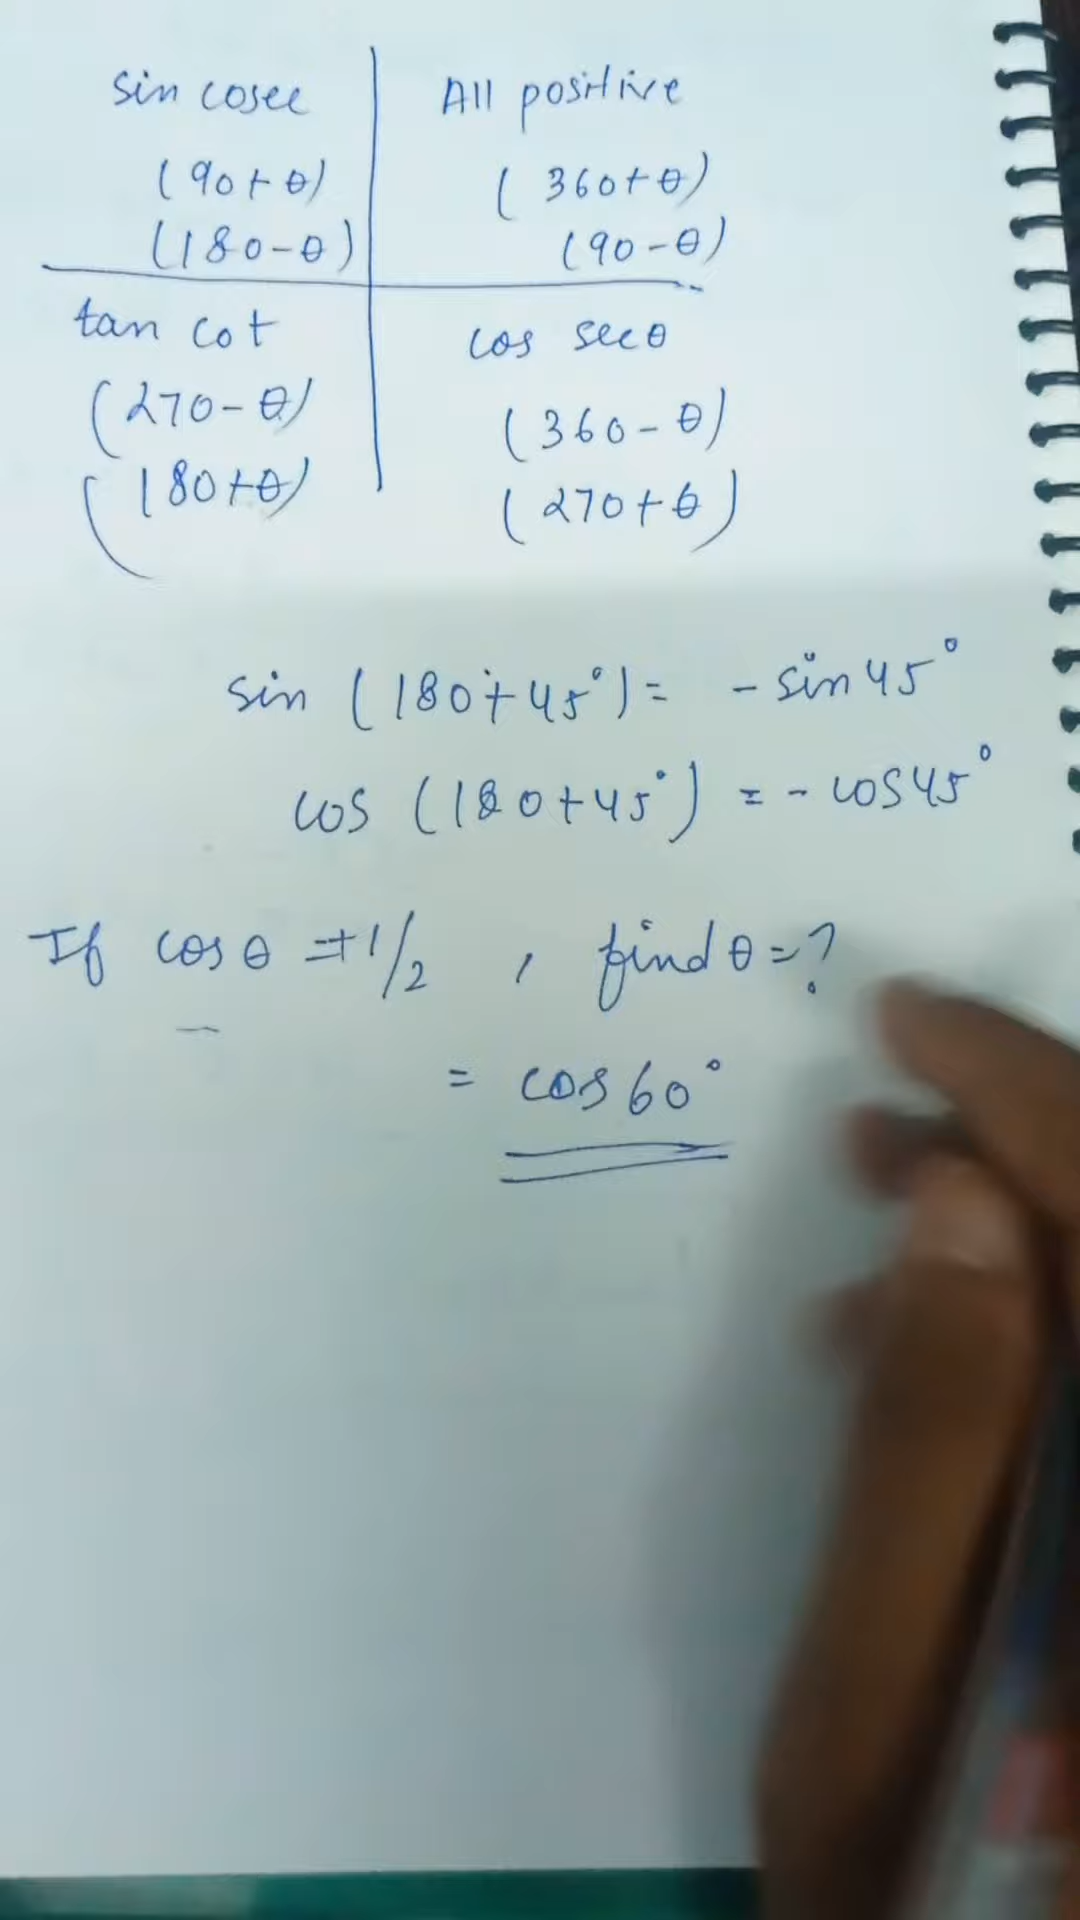 sin cosec
(90+θ)
(180-θ)
All positive
(360+θ)
(90-θ)
tan cot
(270-θ)
(180+θ)
cos secθ
(360-θ)
(270+θ)
sin (180+45°) = - sin 45°
cos (180+45°) = - cos 45°
If cos θ = +1/2 , find θ = ?
= cos 60°